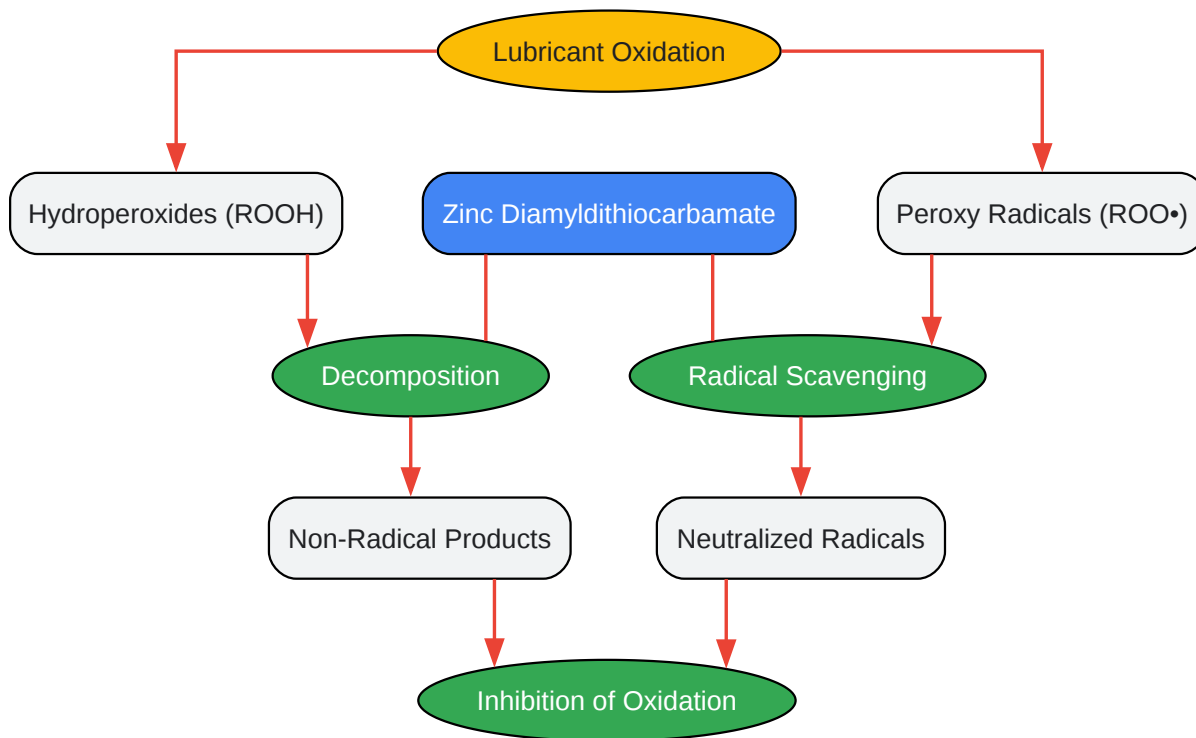 Lubricant Oxidation
Hydroperoxides (ROOH)
Zinc Diamyldithiocarbamate
Peroxy Radicals (ROO•)
Decomposition
Radical Scavenging
Non-Radical Products
Neutralized Radicals
Inhibition of Oxidation